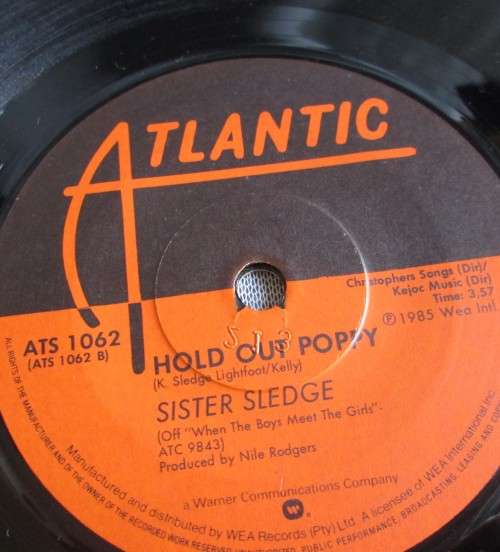 ATLANTIC
Christophers Songs (Dir)/
Kejoc Music (Dir)
Time: 3,57
℗ 1985 Wea Intl.
ATS 1062
(ATS 1062 B)
S J 3
HOLD OUT POPPY
(K. Sledge Lightfoot/Kelly)
SISTER SLEDGE
(Off "When The Boys Meet The Girls".
ATC 9843)
Produced by Nile Rodgers
a Warner Communications Company
Manufactured and distributed by WEA Records (Pty) Ltd. A licensee of WEA International Inc.
ALL RIGHTS OF THE MANUFACTURER AND OF THE OWNER OF THE RECORDED WORK RESERVED UNAUTHORISED, PUBLIC PERFORMANCE, BROADCASTING, LEASING AND